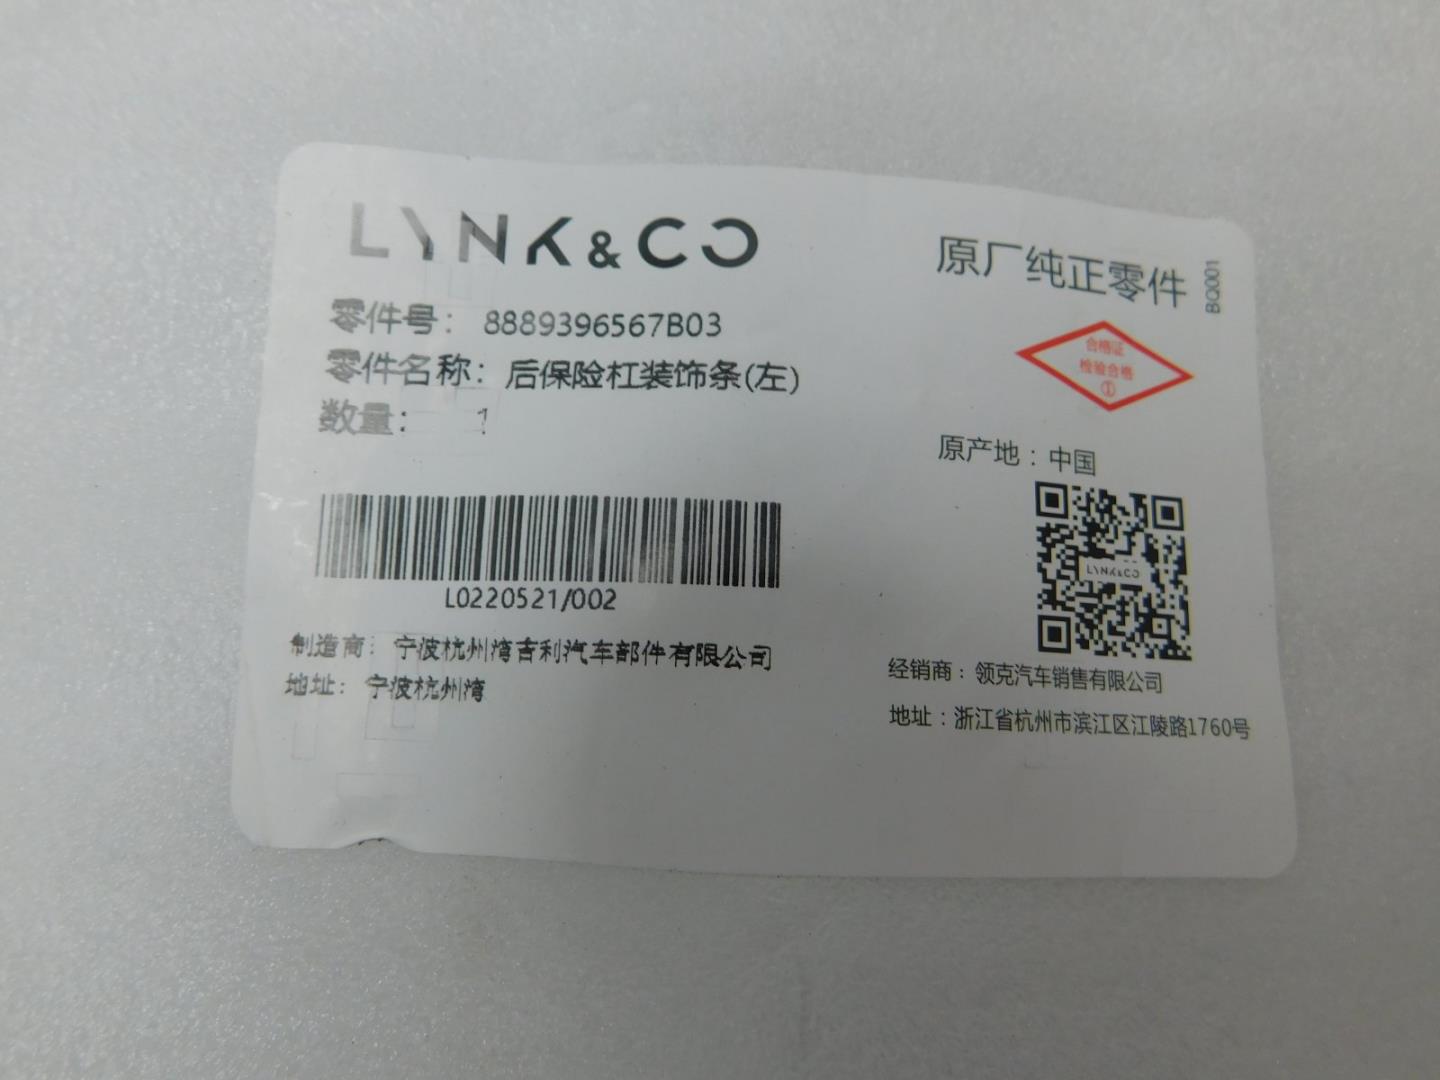 LYNK&CO
零件号： 8889396567B03
零件名称：后保险杠装饰条(左)
数量： 1
L0220521/002
制造商：宁波杭州湾吉利汽车部件有限公司
地址：宁波杭州湾
原厂纯正零件
BQ001
合格证
检验合格
①
原产地：中国
LYNK&CO
经销商：领克汽车销售有限公司
地址：浙江省杭州市滨江区江陵路1760号